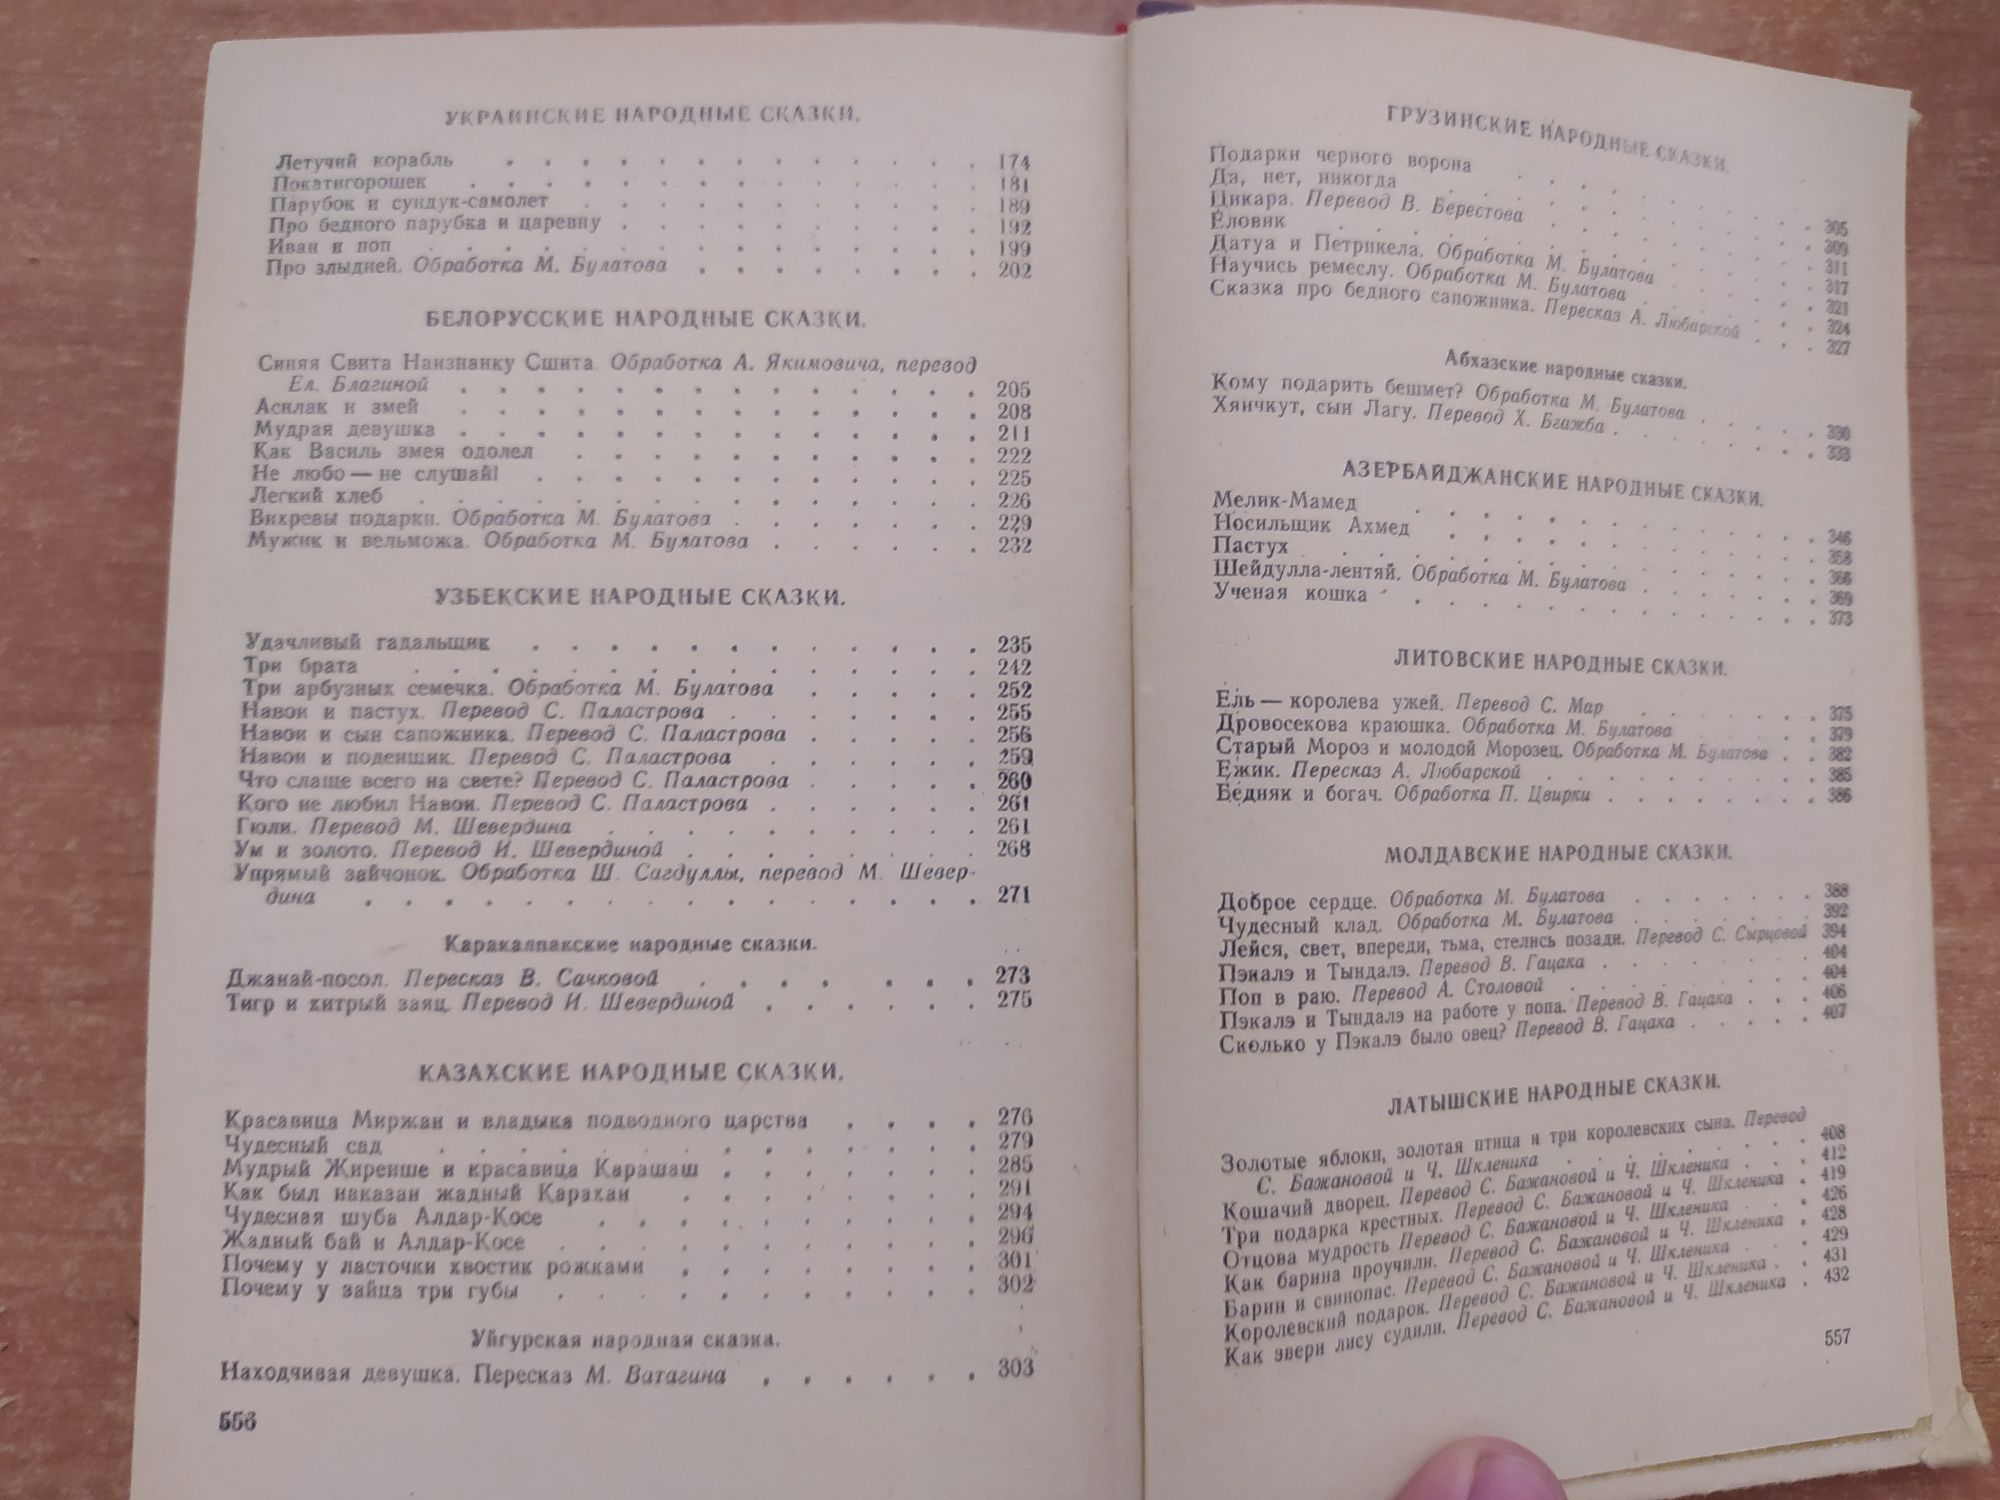 УКРАИНСКИЕ НАРОДНЫЕ СКАЗКИ.
Летучий корабль . . . . . . . . . . . . 174
Покатигорошек . . . . . . . . . . . . 181
Парубок и сундук-самолет . . . . . . . . . . 189
Про бедного парубка и царевну . . . . . . . . . 192
Иван и поп . . . . . . . . . . . . . 199
Про злыдней. Обработка М. Булатова . . . . . . . 202
БЕЛОРУССКИЕ НАРОДНЫЕ СКАЗКИ.
Синяя Свита Наизнанку Сшита. Обработка А. Якимовича, перевод
Ел. Благиной . . . . . . . . . . . . . 205
Асилак и змей . . . . . . . . . . . . . 208
Мудрая девушка . . . . . . . . . . . . . 211
Как Василь змея одолел . . . . . . . . . . 222
Не любо — не слушай! . . . . . . . . . . . 225
Легкий хлеб . . . . . . . . . . . . . . 226
Вихревы подарки. Обработка М. Булатова . . . . . . 229
Мужик и вельможа. Обработка М. Булатова . . . . . . 232
УЗБЕКСКИЕ НАРОДНЫЕ СКАЗКИ.
Удачливый гадальщик . . . . . . . . . . . 235
Три брата . . . . . . . . . . . . . . 242
Три арбузных семечка. Обработка М. Булатова . . . . . 252
Навои и пастух. Перевод С. Паластрова . . . . . . . 255
Навои и сын сапожника. Перевод С. Паластрова . . . . . 256
Навои и поденщик. Перевод С. Паластрова . . . . . . 259
Что слаще всего на свете? Перевод С. Паластрова . . . . . 260
Кого не любил Навои. Перевод С. Паластрова . . . . . . 261
Гюли. Перевод М. Шевердина . . . . . . . . . . 261
Ум и золото. Перевод И. Шевердиной . . . . . . . . 268
Упрямый зайчонок. Обработка Ш. Сагдуллы, перевод М. Шевер-
дина . . . . . . . . . . . . . . . . 271
Каракалпакские народные сказки.
Джанай-посол. Пересказ В. Сачковой . . . . . . . 273
Тигр и хитрый заяц. Перевод И. Шевердиной . . . . . . 275
КАЗАХСКИЕ НАРОДНЫЕ СКАЗКИ.
Красавица Миржан и владыка подводного царства . . . . 276
Чудесный сад . . . . . . . . . . . . . 279
Мудрый Жиренше и красавица Карашаш . . . . . . . 285
Как был наказан жадный Карахан . . . . . . . . 291
Чудесная шуба Алдар-Косе . . . . . . . . . . 294
Жадный бай и Алдар-Косе . . . . . . . . . . . 296
Почему у ласточки хвостик рожками . . . . . . . . 301
Почему у зайца три губы . . . . . . . . . . . 302
Уйгурская народная сказка.
Находчивая девушка. Пересказ М. Ватагина . . . . . . 303
556
ГРУЗИНСКИЕ НАРОДНЫЕ СКАЗКИ.
Подарки черного ворона . . . . . . . . 305
Да, нет, никогда . . . . . . . . . . 309
Цикара. Перевод В. Берестова . . . . . . . 311
Еловик . . . . . . . . . . . . . . 317
Датуа и Петрикела. Обработка М. Булатова . . . . . 321
Научись ремеслу. Обработка М. Булатова . . . . . . 324
Сказка про бедного сапожника. Пересказ А. Любарской . . . 327
Абхазские народные сказки.
Кому подарить бешмет? Обработка М. Булатова . . . . . 330
Хянчкут, сын Лагу. Перевод Х. Бгажба . . . . . . . 333
АЗЕРБАЙДЖАНСКИЕ НАРОДНЫЕ СКАЗКИ.
Мелик-Мамед . . . . . . . . . . . . 346
Носильщик Ахмед . . . . . . . . . . . 358
Пастух . . . . . . . . . . . . . . 366
Шейдулла-лентяй. Обработка М. Булатова . . . . . . 369
Ученая кошка . . . . . . . . . . . . 373
ЛИТОВСКИЕ НАРОДНЫЕ СКАЗКИ.
Ель — королева ужей. Перевод С. Мар . . . . . . 375
Дровосекова краюшка. Обработка М. Булатова . . . . . 379
Старый Мороз и молодой Морозец. Обработка М. Булатова . . 382
Ежик. Пересказ А. Любарской . . . . . . . . . 385
Бедняк и богач. Обработка П. Цвирки . . . . . . . 386
МОЛДАВСКИЕ НАРОДНЫЕ СКАЗКИ.
Доброе сердце. Обработка М. Булатова . . . . . . . 388
Чудесный клад. Обработка М. Булатова . . . . . . . 392
Лейся, свет, впереди, тьма, стелись позади. Перевод С. Сырцовой 394
Пэкалэ и Тындалэ. Перевод В. Гацака . . . . . . . 404
Поп в раю. Перевод А. Столовой . . . . . . . . 404
Пэкалэ и Тындалэ на работе у попа. Перевод В. Гацака . . . 406
Сколько у Пэкалэ было овец? Перевод В. Гацака . . . . . 407
ЛАТЫШСКИЕ НАРОДНЫЕ СКАЗКИ.
Золотые яблоки, золотая птица и три королевских сына. Перевод
С. Бажановой и Ч. Шкленика . . . . . . . . . 408
Кошачий дворец. Перевод С. Бажановой и Ч. Шкленика . . . 412
Три подарка крестных. Перевод С. Бажановой и Ч. Шкленика . 419
Отцова мудрость Перевод С. Бажановой и Ч. Шкленика . . . 426
Как барина проучили. Перевод С. Бажановой и Ч. Шкленика . 428
Барин и свинопас. Перевод С. Бажановой и Ч. Шкленика . . . 429
Королевский подарок. Перевод С. Бажановой и Ч. Шкленика . . 431
Как звери лису судили. Перевод С. Бажановой и Ч. Шкленика . 432
557